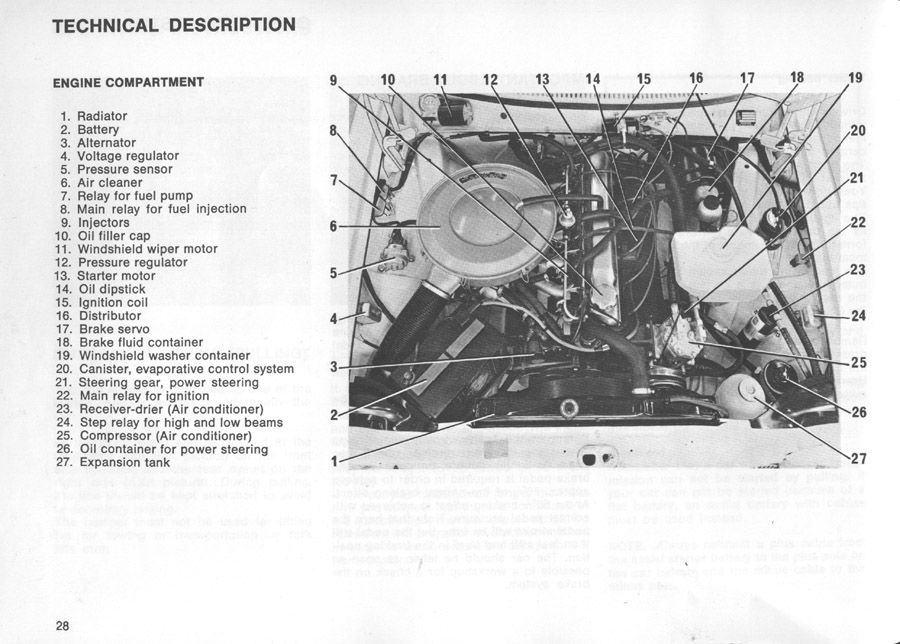 TECHNICAL DESCRIPTION
ENGINE COMPARTMENT
1. Radiator
2. Battery
3. Alternator
4. Voltage regulator
5. Pressure sensor
6. Air cleaner
7. Relay for fuel pump
8. Main relay for fuel injection
9. Injectors
10. Oil filler cap
11. Windshield wiper motor
12. Pressure regulator
13. Starter motor
14. Oil dipstick
15. Ignition coil
16. Distributor
17. Brake servo
18. Brake fluid container
19. Windshield washer container
20. Canister, evaporative control system
21. Steering gear, power steering
22. Main relay for ignition
23. Receiver-drier (Air conditioner)
24. Step relay for high and low beams
25. Compressor (Air conditioner)
26. Oil container for power steering
27. Expansion tank
9 10 11 12 13 14 15 16 17 18 19
8 20
7 21
6 22
5 23
4 24
3 25
2 26
1 27
28